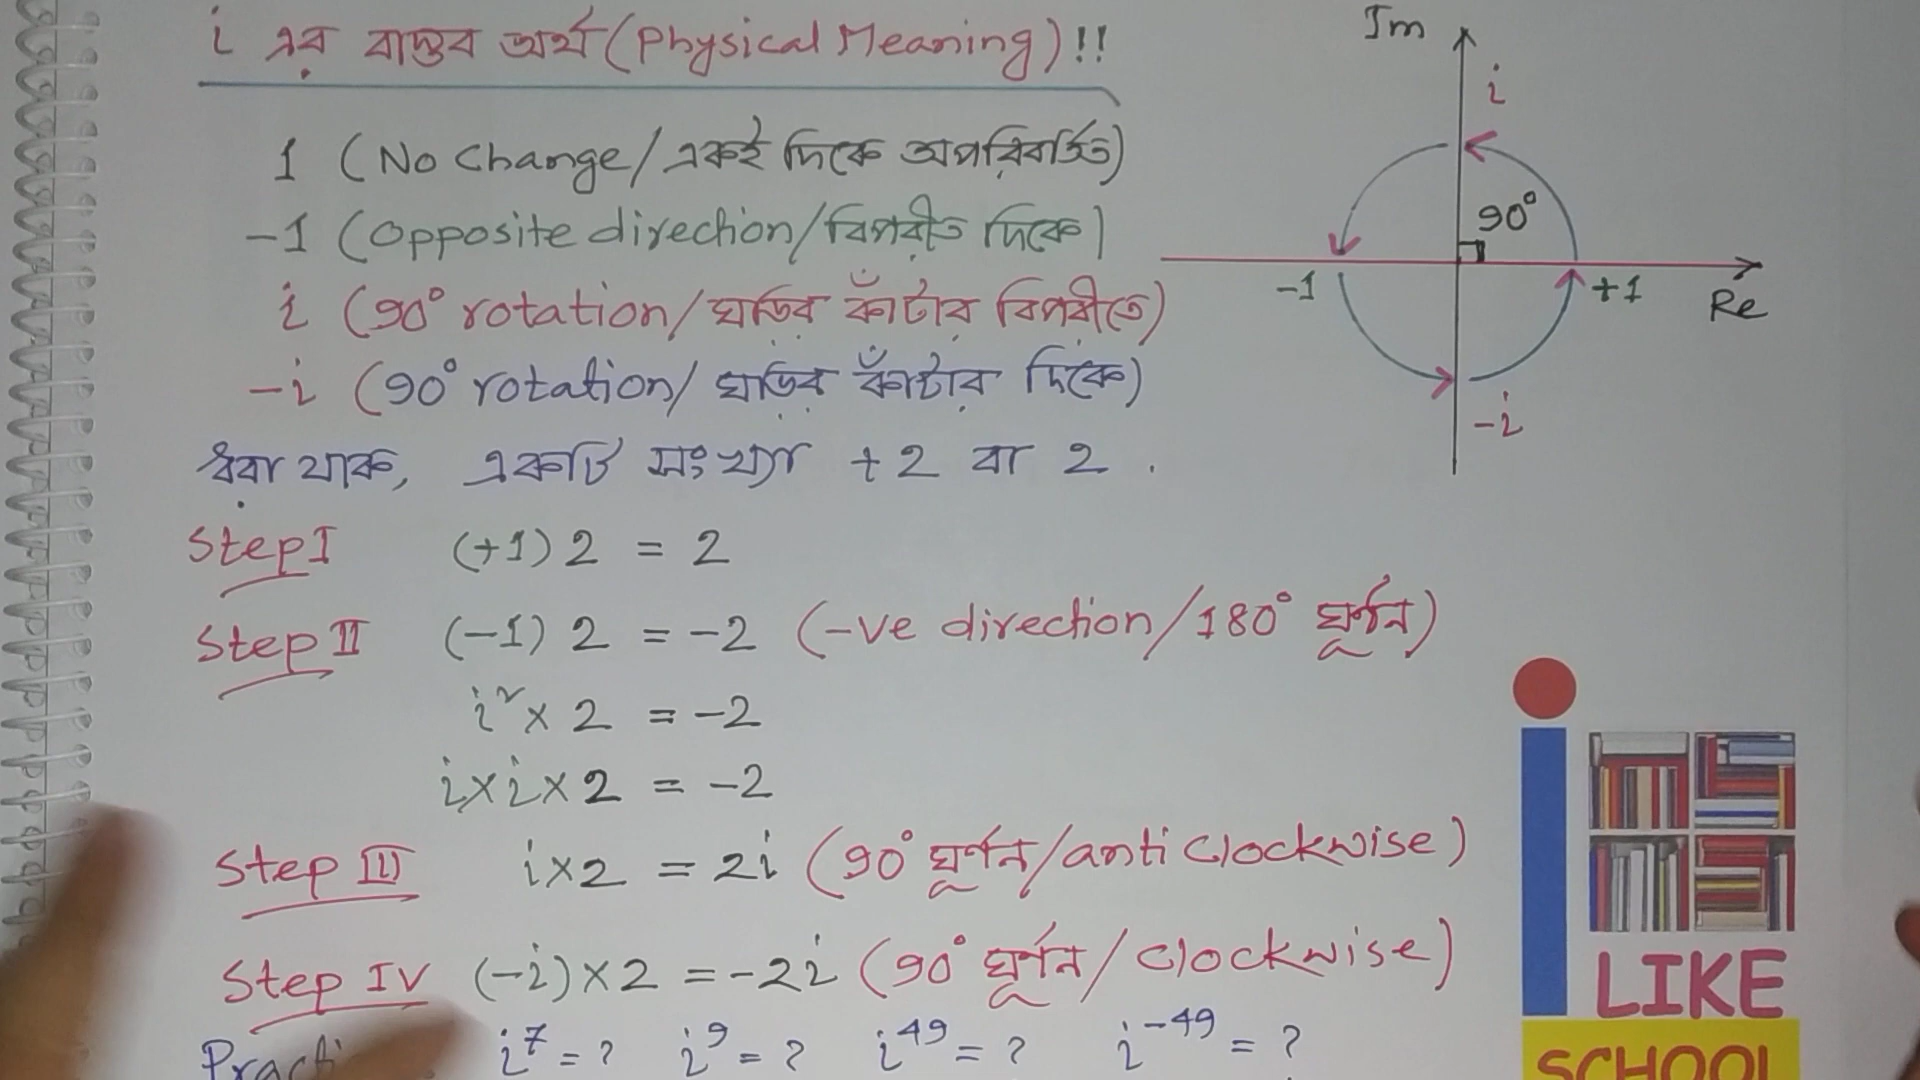 i এর বাস্তব অর্থ (Physical Meaning)!!
1 (No change/একই দিকে অপরিবর্তিত)
-1 (Opposite direction/বিপরীত দিকে)
i (90° rotation/ঘড়ির কাঁটার বিপরীতে)
-i (90° rotation/ঘড়ির কাঁটার দিকে)
ধরা যাক, একটি সংখ্যা +2 বা 2.
Step I (+1) 2 = 2
Step II (-1) 2 = -2 (-ve direction/180° ঘূর্ণন)
i² × 2 = -2
i×i×2 = -2
Step III i×2 = 2i (90° ঘূর্ণন/anti clockwise)
Step IV (-i)×2 = -2i (90° ঘূর্ণন/clockwise)
i⁷ = ? i⁹ = ? i⁴⁹ = ? i⁻⁴⁹ = ?
Im
i
90°
-1 +1
Re
-i
i
LIKE
SCHOOL